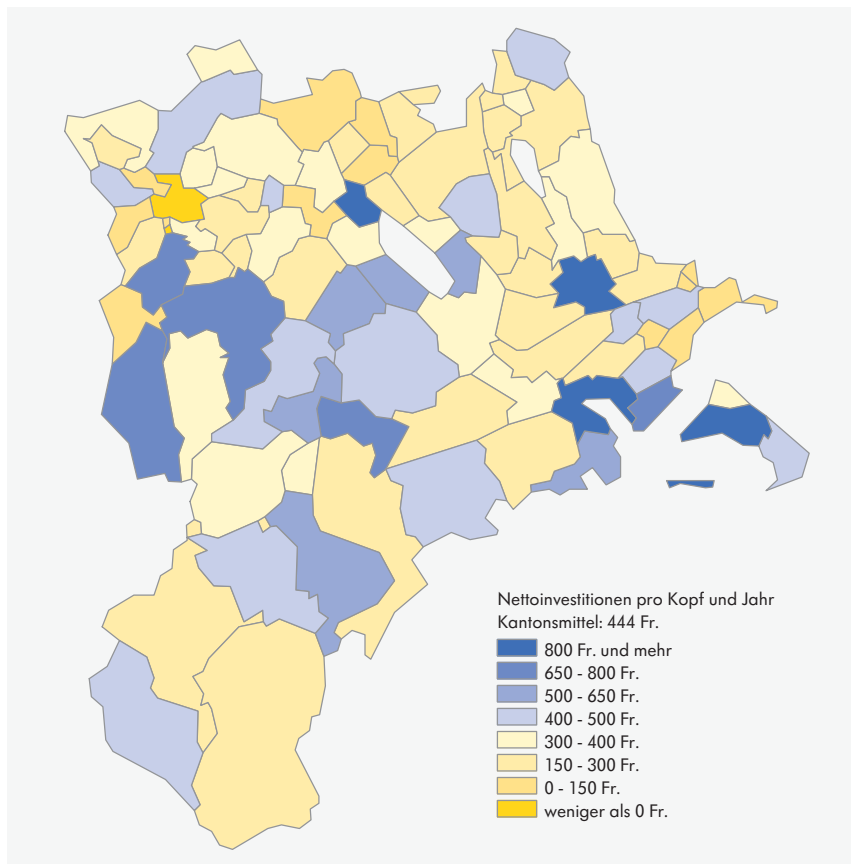 Nettoinvestitionen pro Kopf und Jahr
Kantonsmittel: 444 Fr.
800 Fr. und mehr
650 - 800 Fr.
500 - 650 Fr.
400 - 500 Fr.
300 - 400 Fr.
150 - 300 Fr.
0 - 150 Fr.
weniger als 0 Fr.